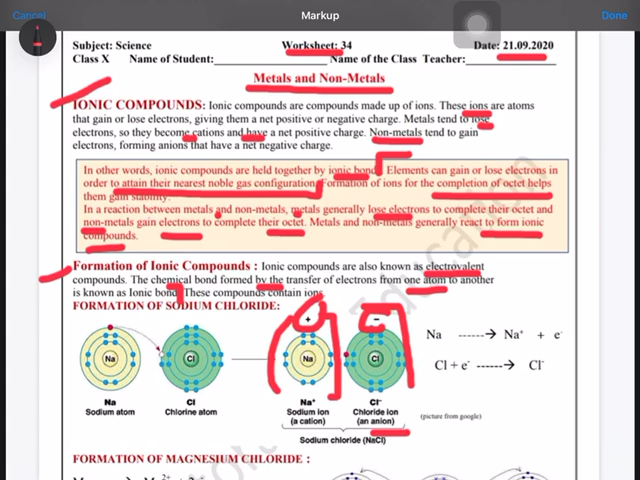 Cancel Markup Done
Subject: Science Worksheet: 34 Date: 21.09.2020
Class X Name of Student: Name of the Class Teacher:
Metals and Non-Metals
IONIC COMPOUNDS: Ionic compounds are compounds made up of ions. These ions are atoms
that gain or lose electrons, giving them a net positive or negative charge. Metals tend to lose
electrons, so they become cations and have a net positive charge. Non-metals tend to gain
electrons, forming anions that have a net negative charge.
In other words, ionic compounds are held together by ionic bond. Elements can gain or lose electrons in
order to attain their nearest noble gas configuration. Formation of ions for the completion of octet helps
them gain stability.
In a reaction between metals and non-metals, metals generally lose electrons to complete their octet and
non-metals gain electrons to complete their octet. Metals and non-metals generally react to form ionic
compounds.
Formation of Ionic Compounds : Ionic compounds are also known as electrovalent
compounds. The chemical bond formed by the transfer of electrons from one atom to another
is known as Ionic bond. These compounds contain ions.
FORMATION OF SODIUM CHLORIDE:
+ –
Na Cl Na Cl
Na ------→ Na⁺ + e⁻
Cl + e⁻ ------→ Cl⁻
Na Cl Na⁺ Cl⁻
Sodium atom Chlorine atom Sodium ion Chloride ion
(a cation) (an anion)
(picture from google)
Sodium chloride (NaCl)
FORMATION OF MAGNESIUM CHLORIDE :